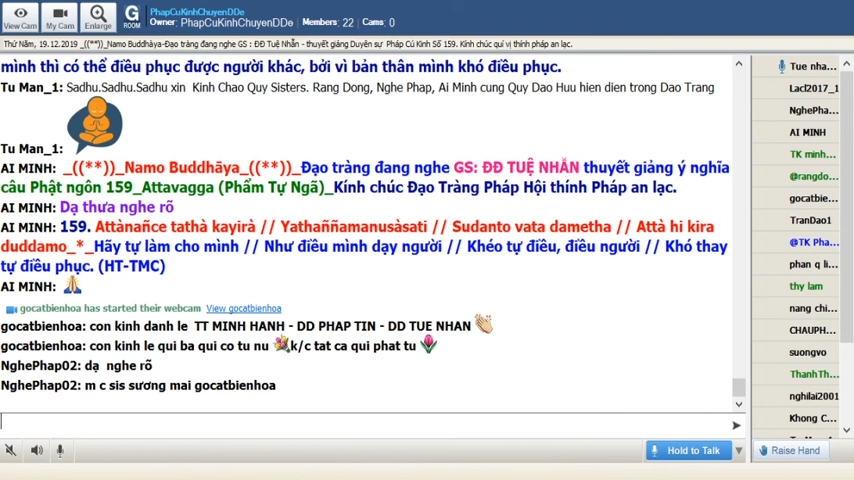 PhapCuKinhChuyenDDe
Owner: PhapCuKinhChuyenDDe Members: 22 Cams: 0
View Cam My Cam Enlarge G ROOM
Thứ Năm, 19.12.2019 _((**))_Namo Buddhàya-Đạo tràng đang nghe GS : ĐĐ Tuệ Nhẫn - thuyết giảng Duyên sự Pháp Cú Kinh Số 159. Kính chúc quí vị thính pháp an lạc.
mình thì có thể điều phục được người khác, bởi vì bản thân mình khó điều phục.
Tu Man_1: Sadhu.Sadhu.Sadhu xin Kinh Chao Quy Sisters. Rang Dong, Nghe Phap, Ai Minh cung Quy Dao Huu hien dien trong Dao Trang
Tu Man_1:
AI MINH: _((**))_Namo Buddhāya_((**))_Đạo tràng đang nghe GS: ĐĐ TUỆ NHẪN thuyết giảng ý nghĩa
câu Phật ngôn 159_Attavagga (Phẩm Tự Ngã)_Kính chúc Đạo Tràng Pháp Hội thính Pháp an lạc.
AI MINH: Dạ thưa nghe rõ
AI MINH: 159. Attànañce tathà kayirà // Yathaññamanusàsati // Sudanto vata dametha // Attà hi kira
duddamo_*_Hãy tự làm cho mình // Như điều mình dạy người // Khéo tự điều, điều người // Khó thay
tự điều phục. (HT-TMC)
AI MINH:
gocatbienhoa has started their webcam View gocatbienhoa
gocatbienhoa: con kinh danh le TT MINH HANH - DD PHAP TIN - DD TUE NHAN
gocatbienhoa: con kinh le qui ba qui co tu nu k/c tat ca qui phat tu
NghePhap02: dạ nghe rõ
NghePhap02: m c sis sương mai gocatbienhoa
Hold to Talk
Tue nha...
Lacl2017_1
NghePha...
AI MINH
TK minh...
@rangdo...
gocatbie...
TranDao1
@TK Pha...
phan q li...
thy lam
nang chi...
CHAUPH...
suongvo
ThanhTh...
nghilai2001
Khong C...
Raise Hand